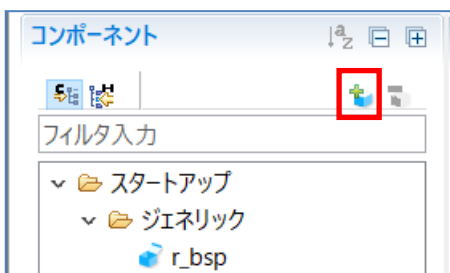 コンポーネント
フィルタ入力
スタートアップ
ジェネリック
r_bsp